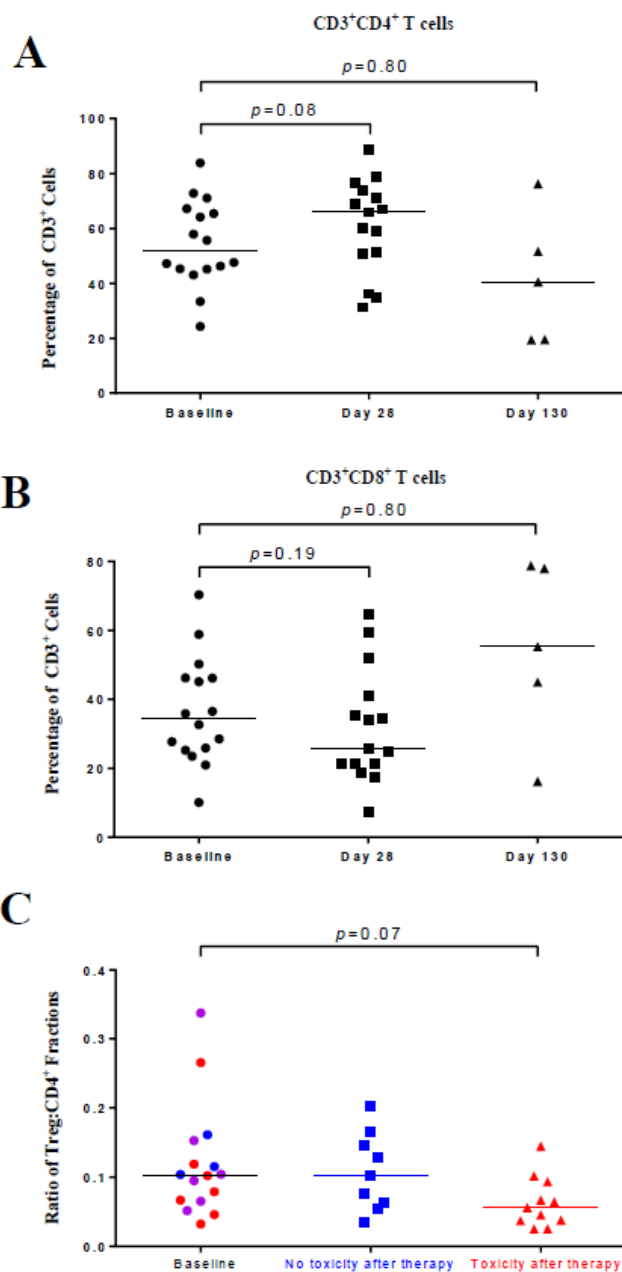 CD3⁺CD4⁺ T cells
A
p=0.80
p=0.08
100
80
60
40
20
0
Percentage of CD3⁺ Cells
Baseline Day 28 Day 130
CD3⁺CD8⁺ T cells
B
p=0.80
p=0.19
80
60
40
20
0
Percentage of CD3⁺ Cells
Baseline Day 28 Day 130
C
p=0.07
0.4
0.3
0.2
0.1
0.0
Ratio of Treg:CD4⁺ Fractions
Baseline No toxicity after therapy Toxicity after therapy